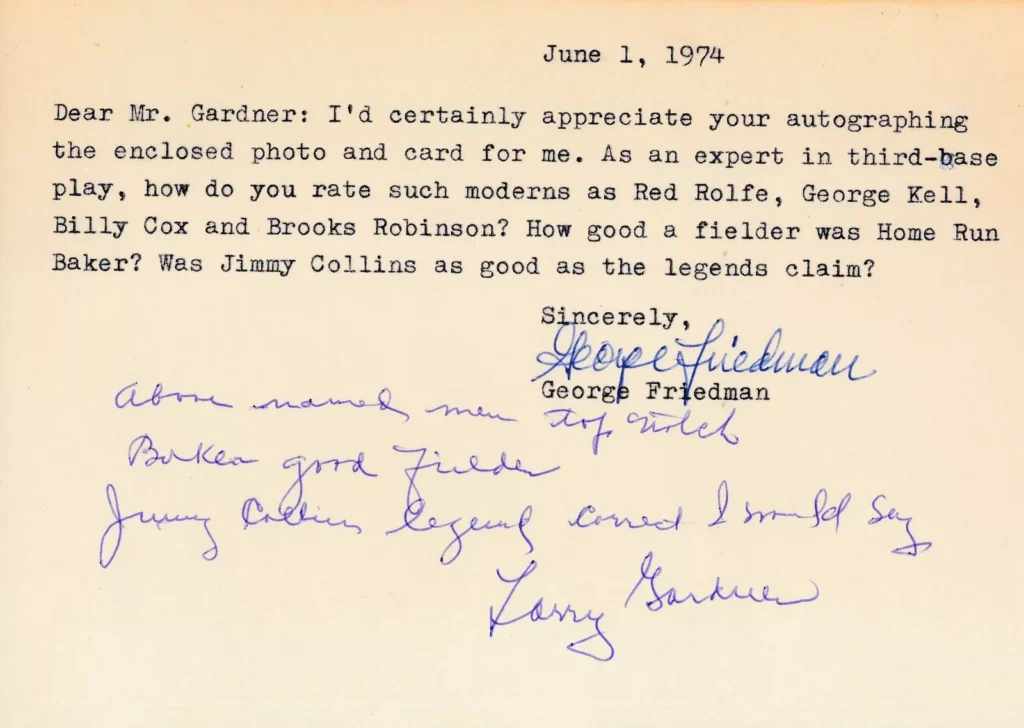 June 1, 1974
Dear Mr. Gardner: I'd certainly appreciate your autographing
the enclosed photo and card for me. As an expert in third-base
play, how do you rate such moderns as Red Rolfe, George Kell,
Billy Cox and Brooks Robinson? How good a fielder was Home Run
Baker? Was Jimmy Collins as good as the legends claim?
Sincerely,
George Friedman
George Friedman
Above named men top notch
Baker good fielder
Jimmy Collins legend correct I would say
Larry Gardner